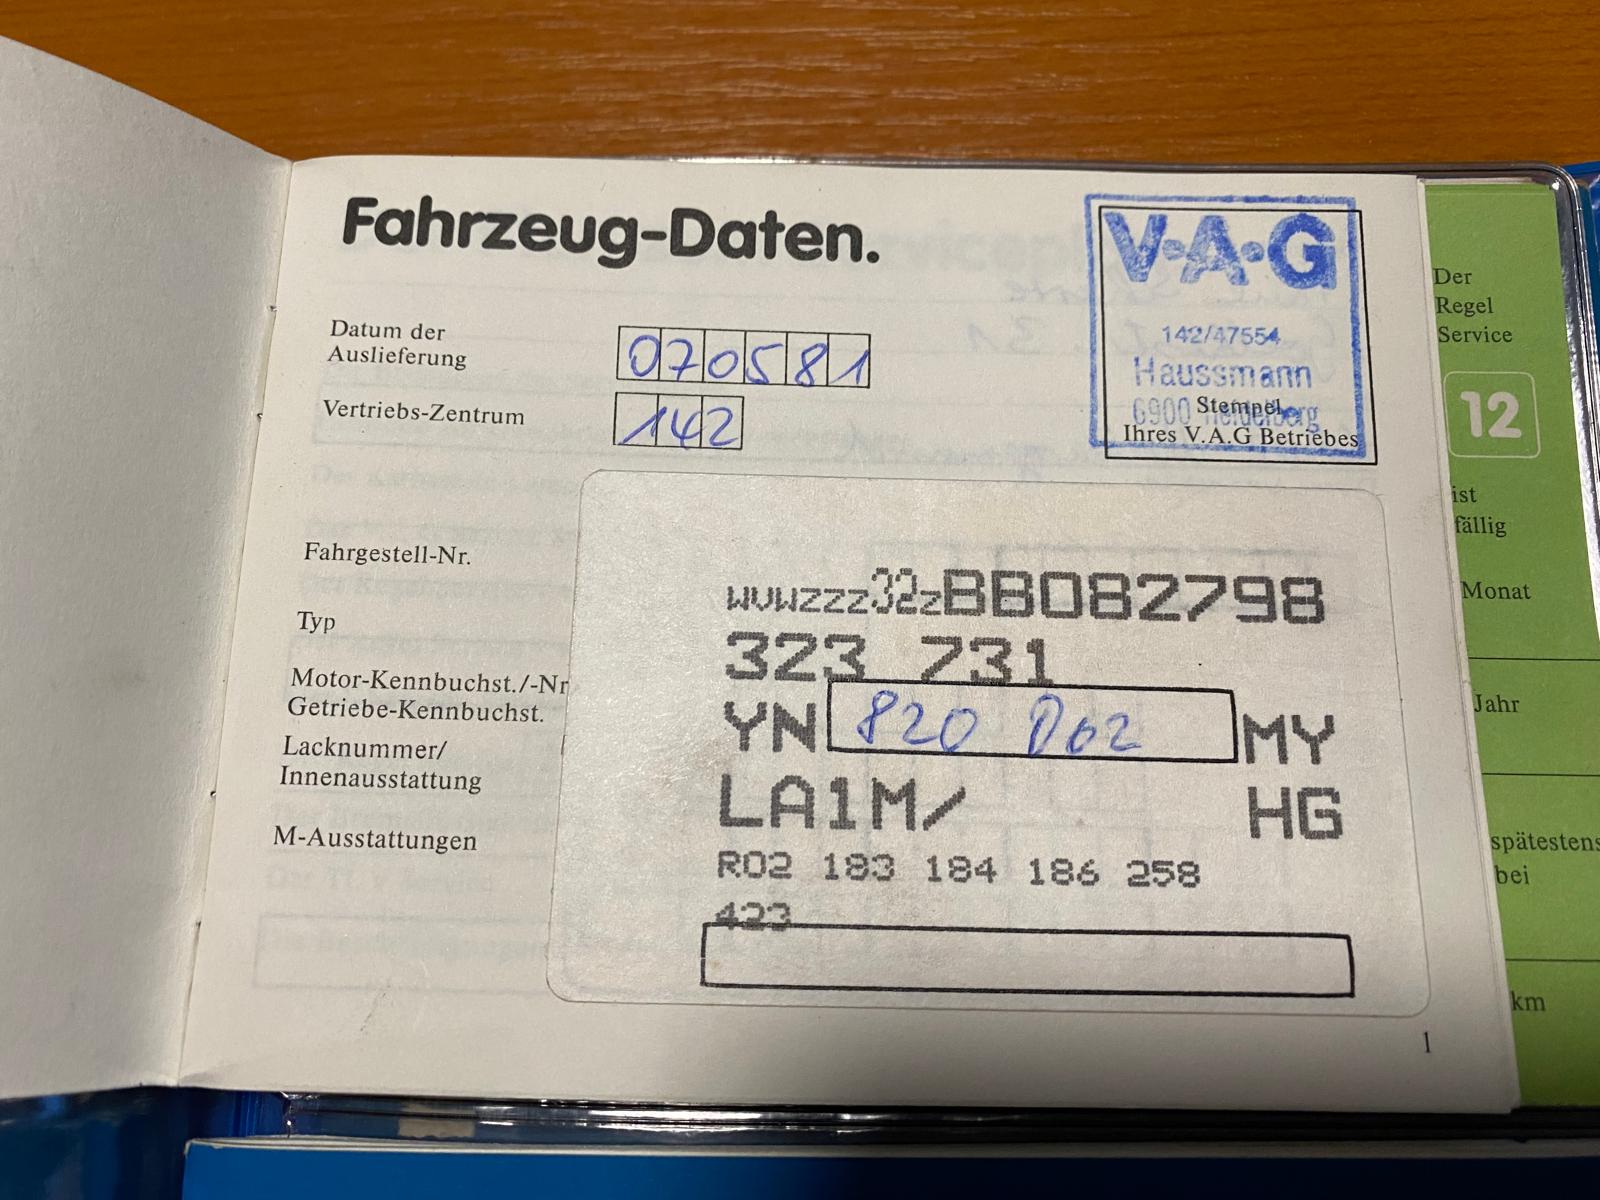 Fahrzeug-Daten.
V·A·G
142/47554
Haussmann
6900 Heidelberg
Stempel
Ihres V.A.G Betriebes
Datum der
Auslieferung
070581
Vertriebs-Zentrum
142
Fahrgestell-Nr.
WVWZZZ32ZBB082798
Typ
323 731
Motor-Kennbuchst./-Nr
Getriebe-Kennbuchst.
YN 820 D02 MY
Lacknummer/
Innenausstattung
LA1M/ HG
M-Ausstattungen
R02 183 184 186 258
423
1
Der
Regel
Service
12
ist
fällig
Monat
Jahr
spätestens
bei
km